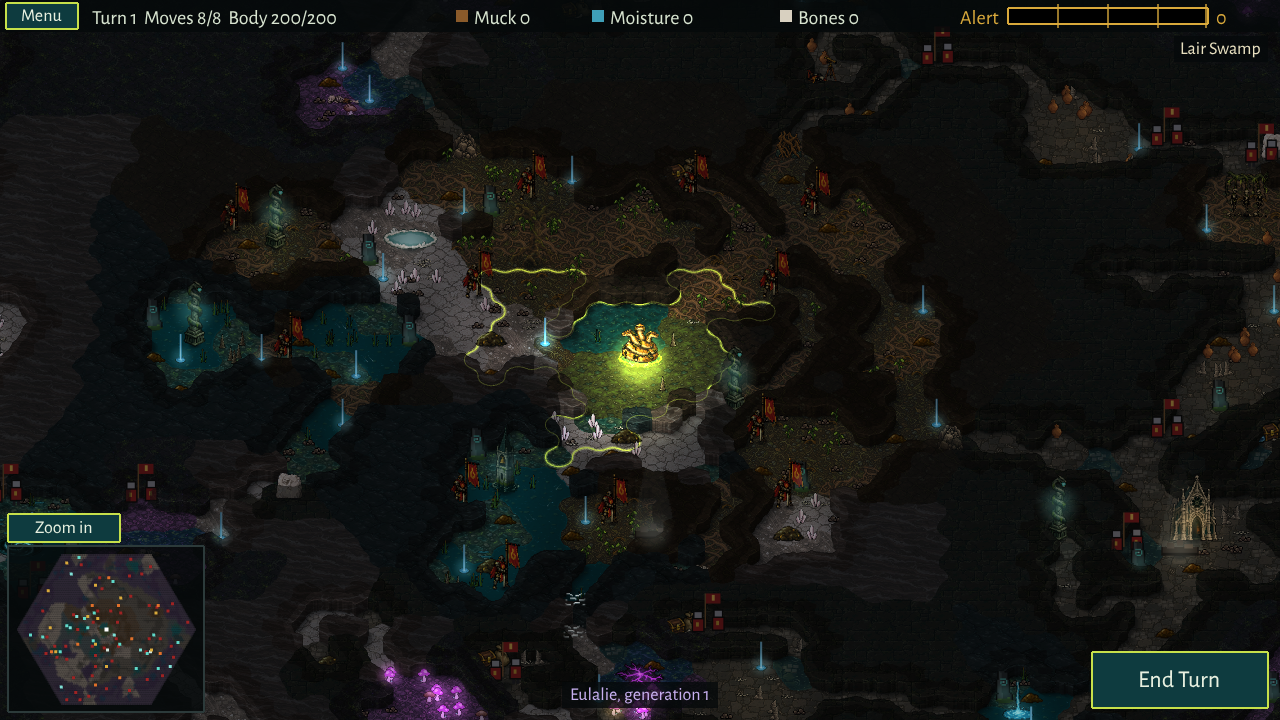 Menu
Turn 1 Moves 8/8 Body 200/200
Muck 0
Moisture 0
Bones 0
Alert 0
Lair Swamp
Zoom in
Eulalie, generation 1
End Turn